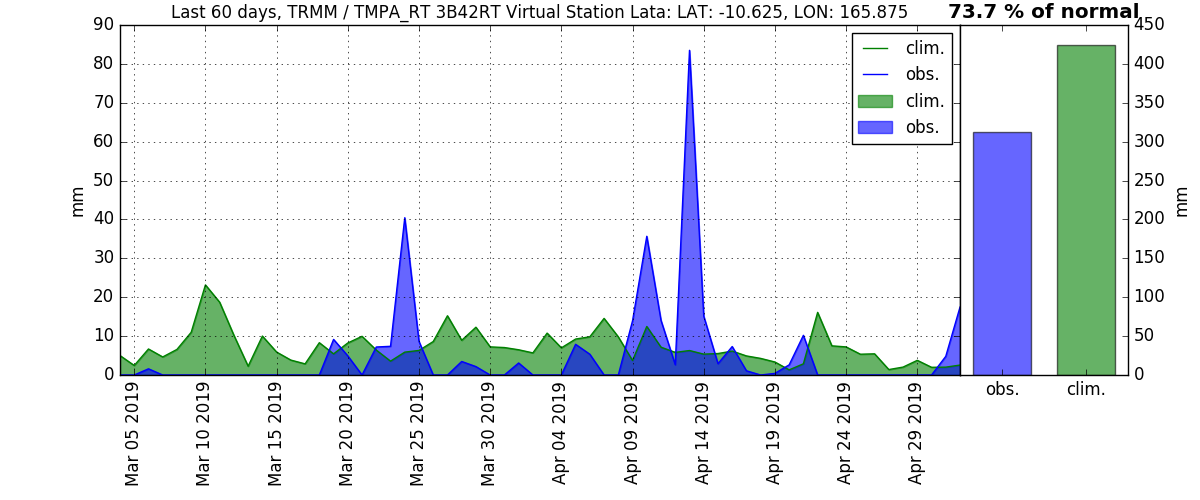 Last 60 days, TRMM / TMPA_RT 3B42RT Virtual Station Lata: LAT: -10.625, LON: 165.875
73.7 % of normal
90
80
70
60
50
40
30
20
10
0
mm
clim.
obs.
clim.
obs.
450
400
350
300
250
200
150
100
50
0
mm
Mar 05 2019
Mar 10 2019
Mar 15 2019
Mar 20 2019
Mar 25 2019
Mar 30 2019
Apr 04 2019
Apr 09 2019
Apr 14 2019
Apr 19 2019
Apr 24 2019
Apr 29 2019
obs.
clim.